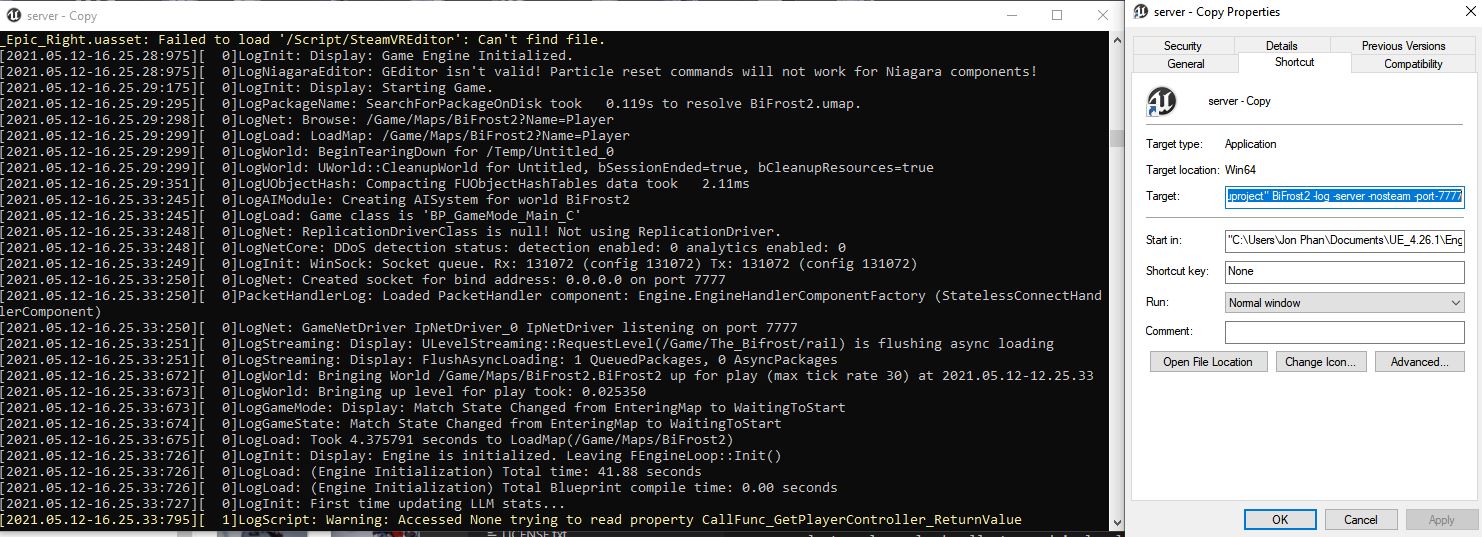 server - Copy
_Epic_Right.uasset: Failed to load '/Script/SteamVREditor': Can't find file.
[2021.05.12-16.25.28:975][  0]LogInit: Display: Game Engine Initialized.
[2021.05.12-16.25.28:976][  0]LogNiagaraEditor: GEditor isn't valid! Particle reset commands will not work for Niagara components!
[2021.05.12-16.25.29:175][  0]LogInit: Display: Starting Game.
[2021.05.12-16.25.29:295][  0]LogPackageName: SearchForPackageOnDisk took   0.119s to resolve BiFrost2.umap.
[2021.05.12-16.25.29:298][  0]LogNet: Browse: /Game/Maps/BiFrost2?Name=Player
[2021.05.12-16.25.29:299][  0]LogLoad: LoadMap: /Game/Maps/BiFrost2?Name=Player
[2021.05.12-16.25.29:299][  0]LogWorld: BeginTearingDown for /Temp/Untitled_0
[2021.05.12-16.25.29:299][  0]LogWorld: UWorld::CleanupWorld for Untitled, bSessionEnded=true, bCleanupResources=true
[2021.05.12-16.25.29:351][  0]LogUObjectHash: Compacting FUObjectHashTables data took   2.11ms
[2021.05.12-16.25.33:245][  0]LogAIModule: Creating AISystem for world BiFrost2
[2021.05.12-16.25.33:245][  0]LogLoad: Game class is 'BP_GameMode_Main_C'
[2021.05.12-16.25.33:248][  0]LogNet: ReplicationDriverClass is null! Not using ReplicationDriver.
[2021.05.12-16.25.33:248][  0]LogNetCore: DDoS detection status: detection enabled: 0 analytics enabled: 0
[2021.05.12-16.25.33:249][  0]LogInit: WinSock: Socket queue. Rx: 131072 (config 131072) Tx: 131072 (config 131072)
[2021.05.12-16.25.33:250][  0]LogNet: Created socket for bind address: 0.0.0.0 on port 7777
[2021.05.12-16.25.33:250][  0]PacketHandlerLog: Loaded PacketHandler component: Engine.EngineHandlerComponentFactory (StatelessConnectHand
lerComponent)
[2021.05.12-16.25.33:250][  0]LogNet: GameNetDriver IpNetDriver_0 IpNetDriver listening on port 7777
[2021.05.12-16.25.33:251][  0]LogStreaming: Display: ULevelStreaming::RequestLevel(/Game/The_Bifrost/rail) is flushing async loading
[2021.05.12-16.25.33:251][  0]LogStreaming: Display: FlushAsyncLoading: 1 QueuedPackages, 0 AsyncPackages
[2021.05.12-16.25.33:672][  0]LogWorld: Bringing World /Game/Maps/BiFrost2.BiFrost2 up for play (max tick rate 30) at 2021.05.12-12.25.33
[2021.05.12-16.25.33:673][  0]LogWorld: Bringing up level for play took: 0.025350
[2021.05.12-16.25.33:673][  0]LogGameMode: Display: Match State Changed from EnteringMap to WaitingToStart
[2021.05.12-16.25.33:674][  0]LogGameState: Match State Changed from EnteringMap to WaitingToStart
[2021.05.12-16.25.33:675][  0]LogLoad: Took 4.375791 seconds to LoadMap(/Game/Maps/BiFrost2)
[2021.05.12-16.25.33:726][  0]LogInit: Display: Engine is initialized. Leaving FEngineLoop::Init()
[2021.05.12-16.25.33:726][  0]LogLoad: (Engine Initialization) Total time: 41.88 seconds
[2021.05.12-16.25.33:726][  0]LogLoad: (Engine Initialization) Total Blueprint compile time: 0.00 seconds
[2021.05.12-16.25.33:727][  0]LogInit: First time updating LLM stats...
[2021.05.12-16.25.33:795][  1]LogScript: Warning: Accessed None trying to read property CallFunc_GetPlayerController_ReturnValue
LICENSE.txt
server - Copy Properties
Security Details Previous Versions
General Shortcut Compatibility
server - Copy
Target type: Application
Target location: Win64
Target: uproject" BiFrost2 -log -server -nosteam -port-7777
Start in: "C:\Users\Jon Phan\Documents\UE_4.26.1\Eng
Shortcut key: None
Run: Normal window
Comment:
Open File Location Change Icon... Advanced...
OK Cancel Apply